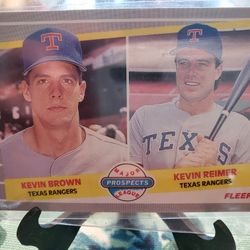 T
T
TEXAS
KEVIN BROWN
TEXAS RANGERS
MAJOR
PROSPECTS
LEAGUE
KEVIN REIMER
TEXAS RANGERS
FLEER